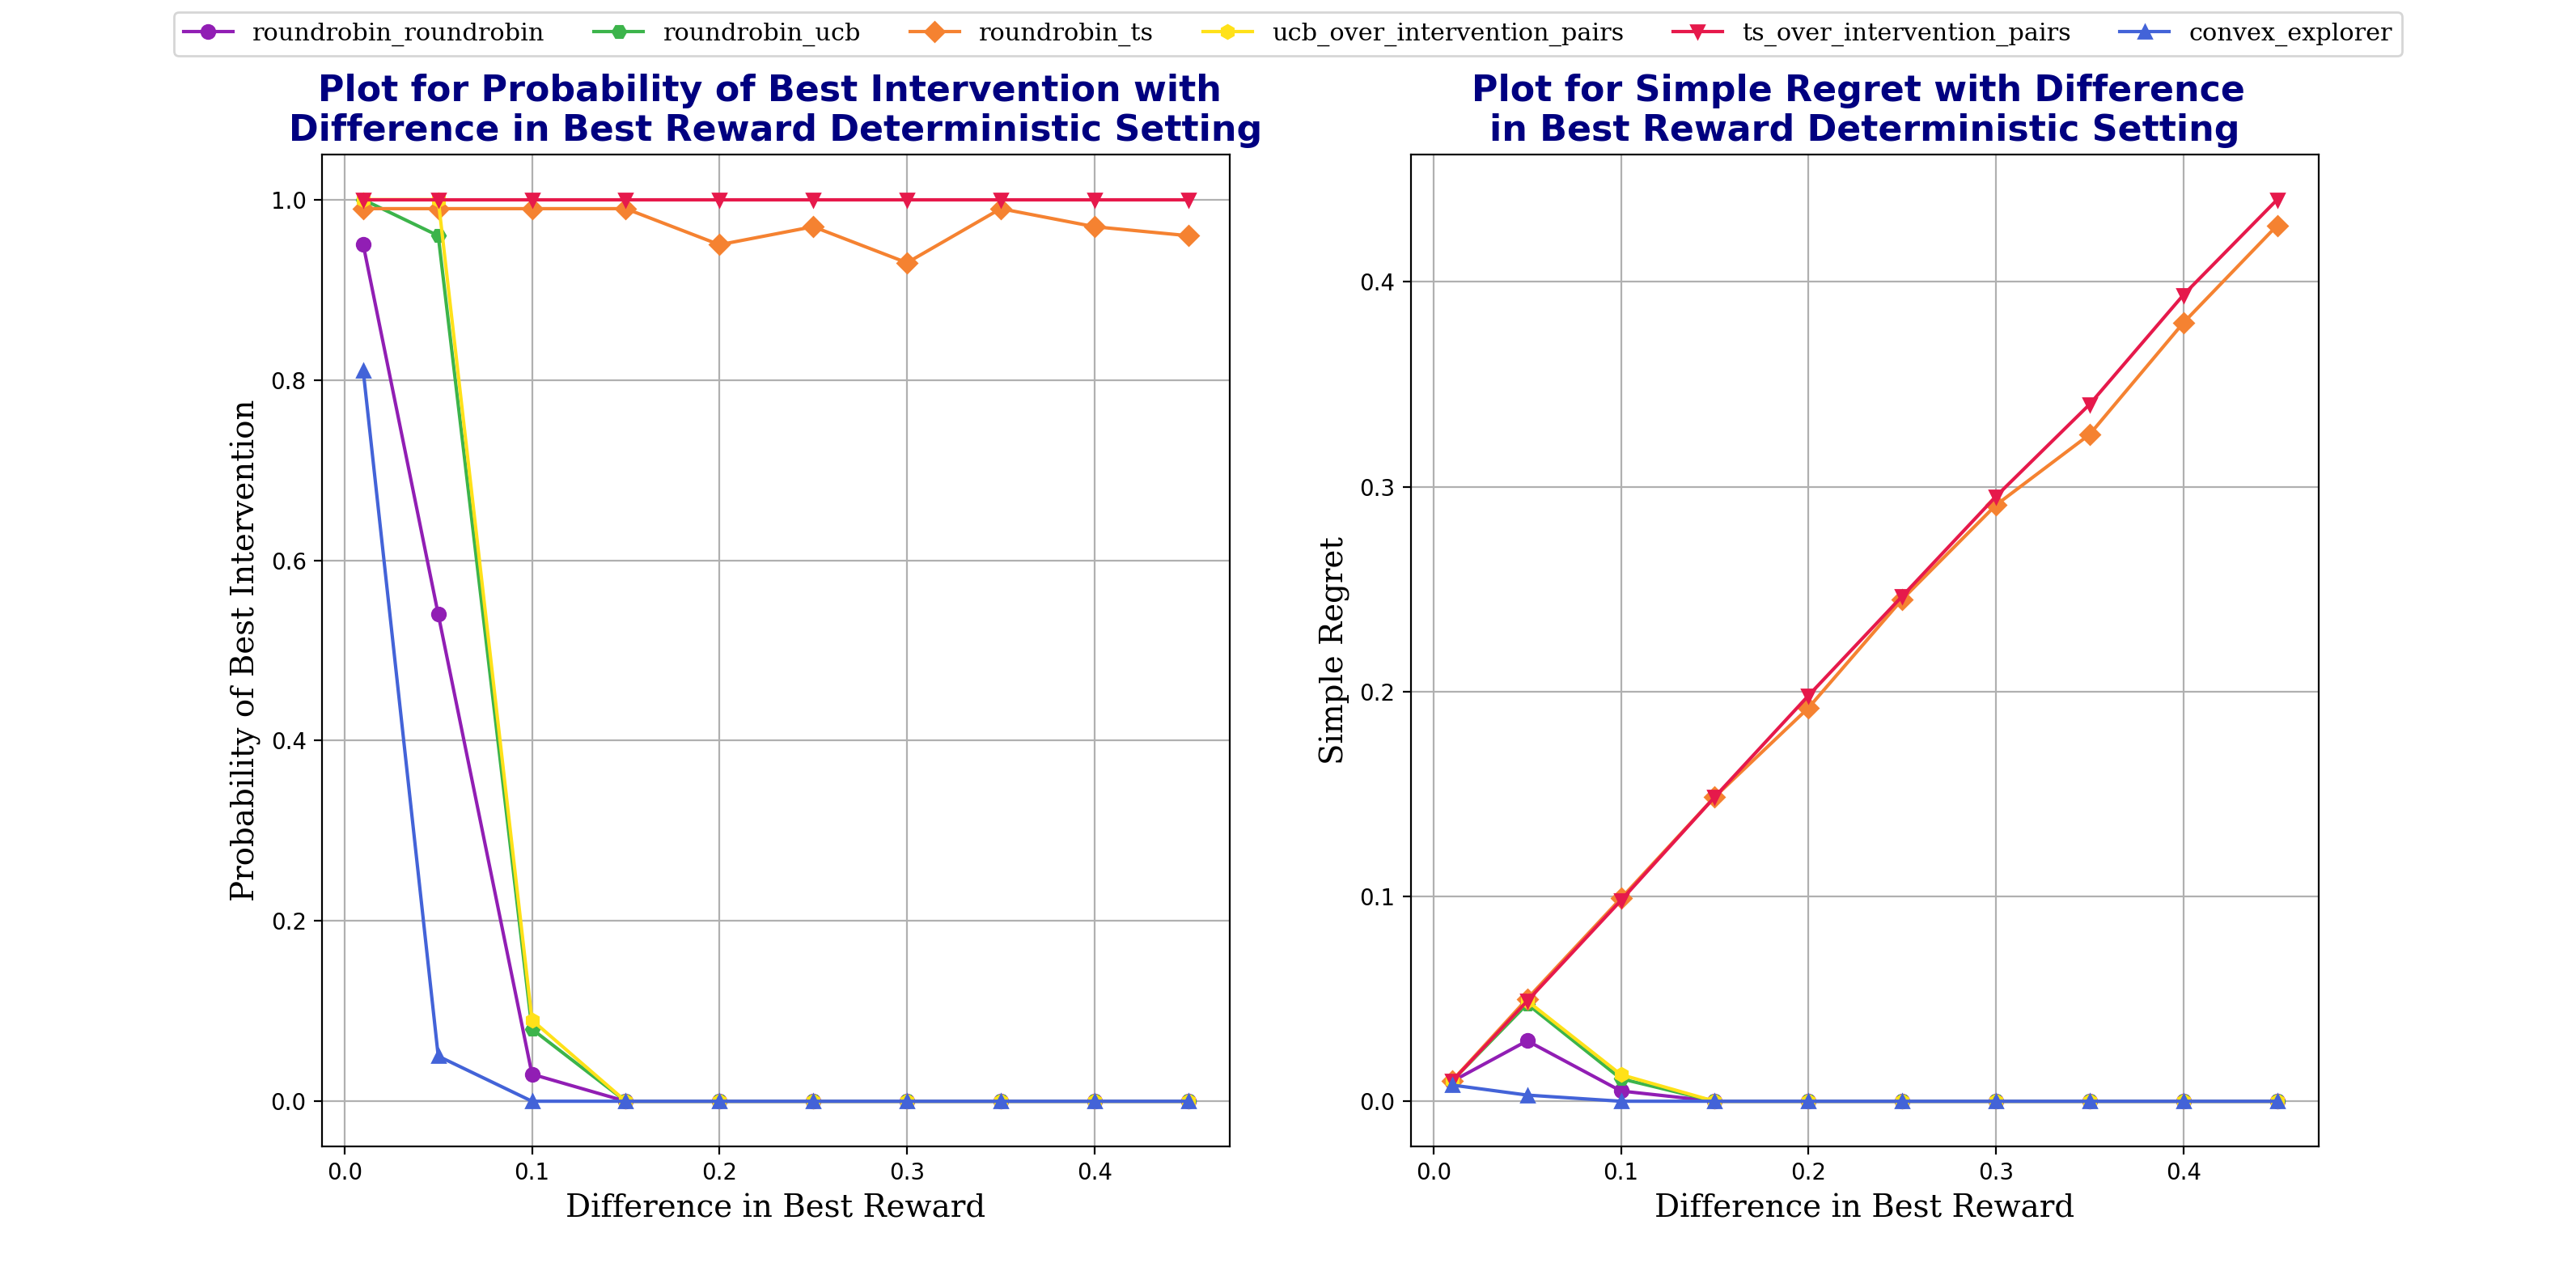 roundrobin_roundrobin roundrobin_ucb roundrobin_ts ucb_over_intervention_pairs ts_over_intervention_pairs convex_explorer
Plot for Probability of Best Intervention with
Difference in Best Reward Deterministic Setting
Probability of Best Intervention
1.0
0.8
0.6
0.4
0.2
0.0
0.0 0.1 0.2 0.3 0.4
Difference in Best Reward
Plot for Simple Regret with Difference
in Best Reward Deterministic Setting
Simple Regret
0.4
0.3
0.2
0.1
0.0
0.0 0.1 0.2 0.3 0.4
Difference in Best Reward